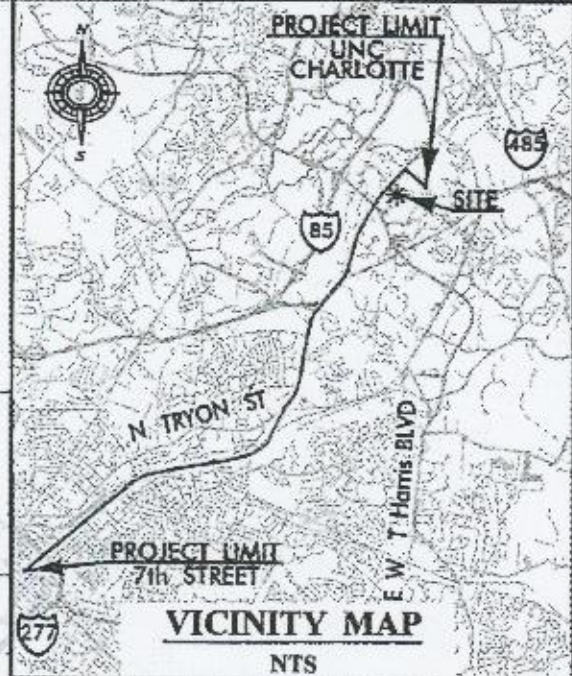 N
S
PROJECT LIMIT
UNC
CHARLOTTE
485
SITE
85
N TRYON ST
E W T Harris BLVD
PROJECT LIMIT
7th STREET
277
VICINITY MAP
NTS